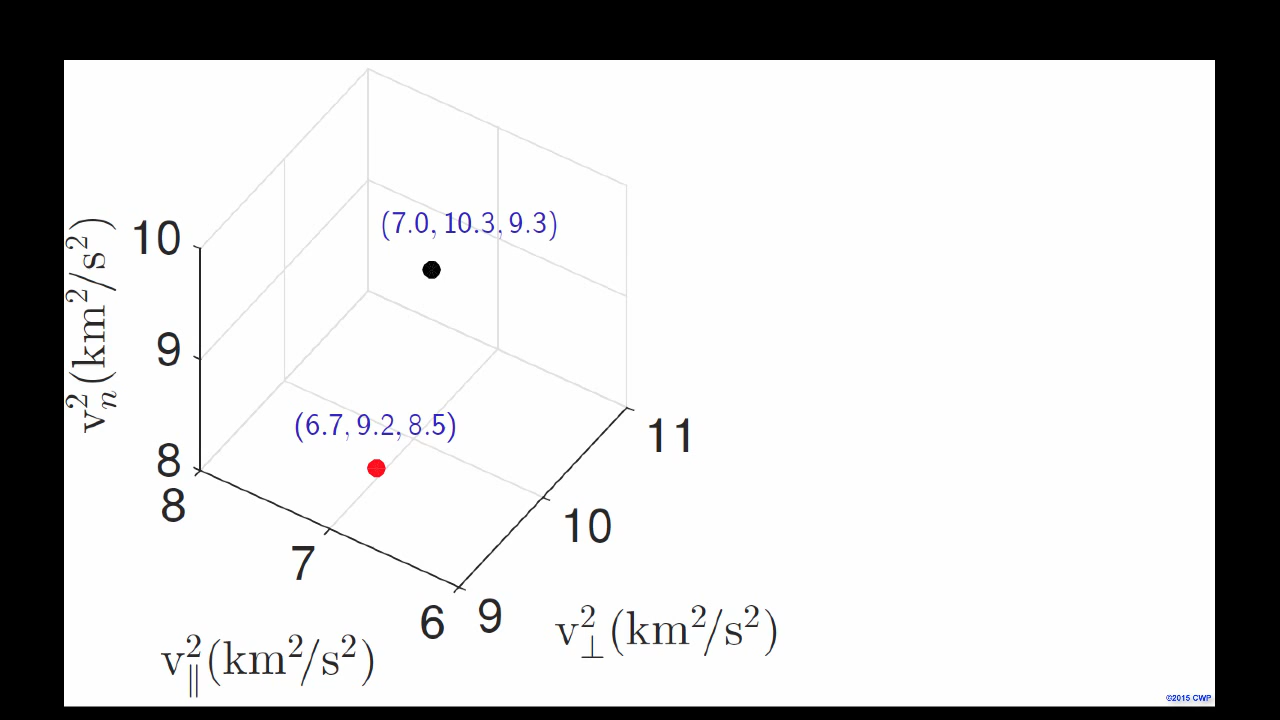 (7.0, 10.3, 9.3)
10
9
8
v²ₙ(km²/s²)
(6.7, 9.2, 8.5)
8
7
6
v²∥(km²/s²)
9
10
11
v²⊥(km²/s²)
©2015 CWP